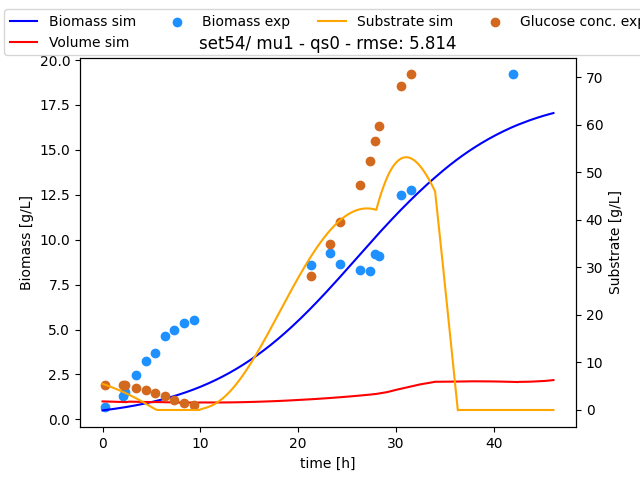 Biomass sim
Biomass exp
Substrate sim
Glucose conc. exp
Volume sim
set54/ mu1 - qs0 - rmse: 5.814
20.0
17.5
15.0
12.5
10.0
7.5
5.0
2.5
0.0
Biomass [g/L]
70
60
50
40
30
20
10
0
Substrate [g/L]
0
10
20
30
40
time [h]